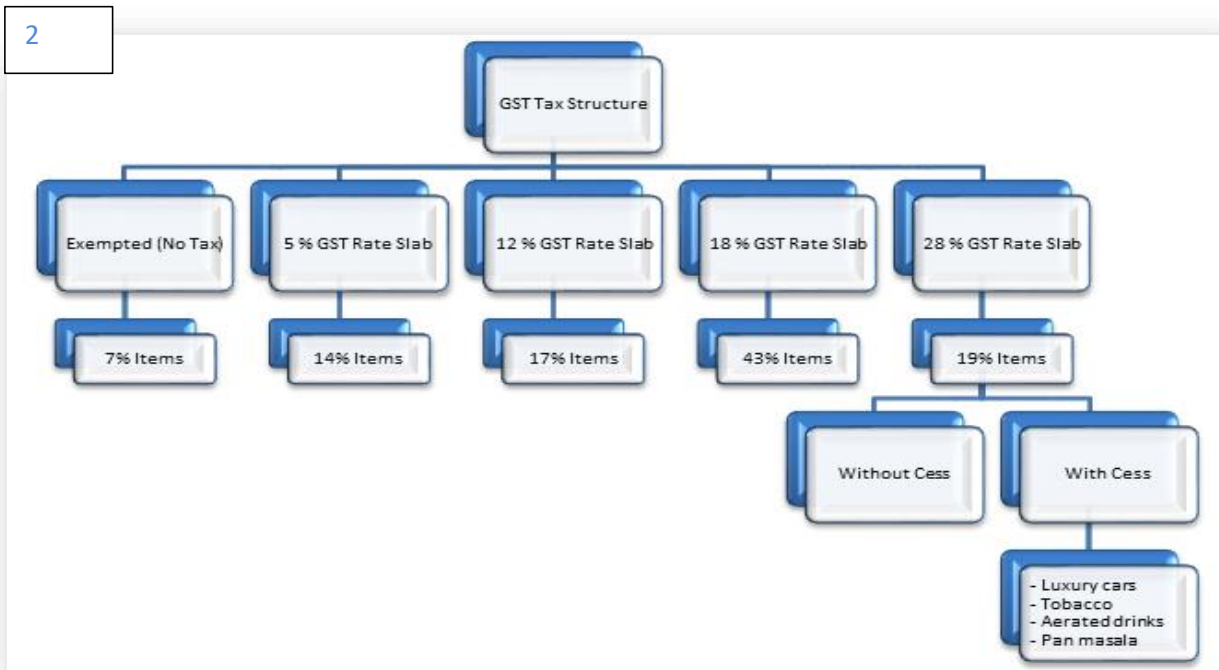 2
GST Tax Structure
Exempted (No Tax)
5 % GST Rate Slab
12 % GST Rate Slab
18 % GST Rate Slab
28 % GST Rate Slab
7% Items
14% Items
17% Items
43% Items
19% Items
Without Cess
With Cess
- Luxury cars
- Tobacco
- Aerated drinks
- Pan masala